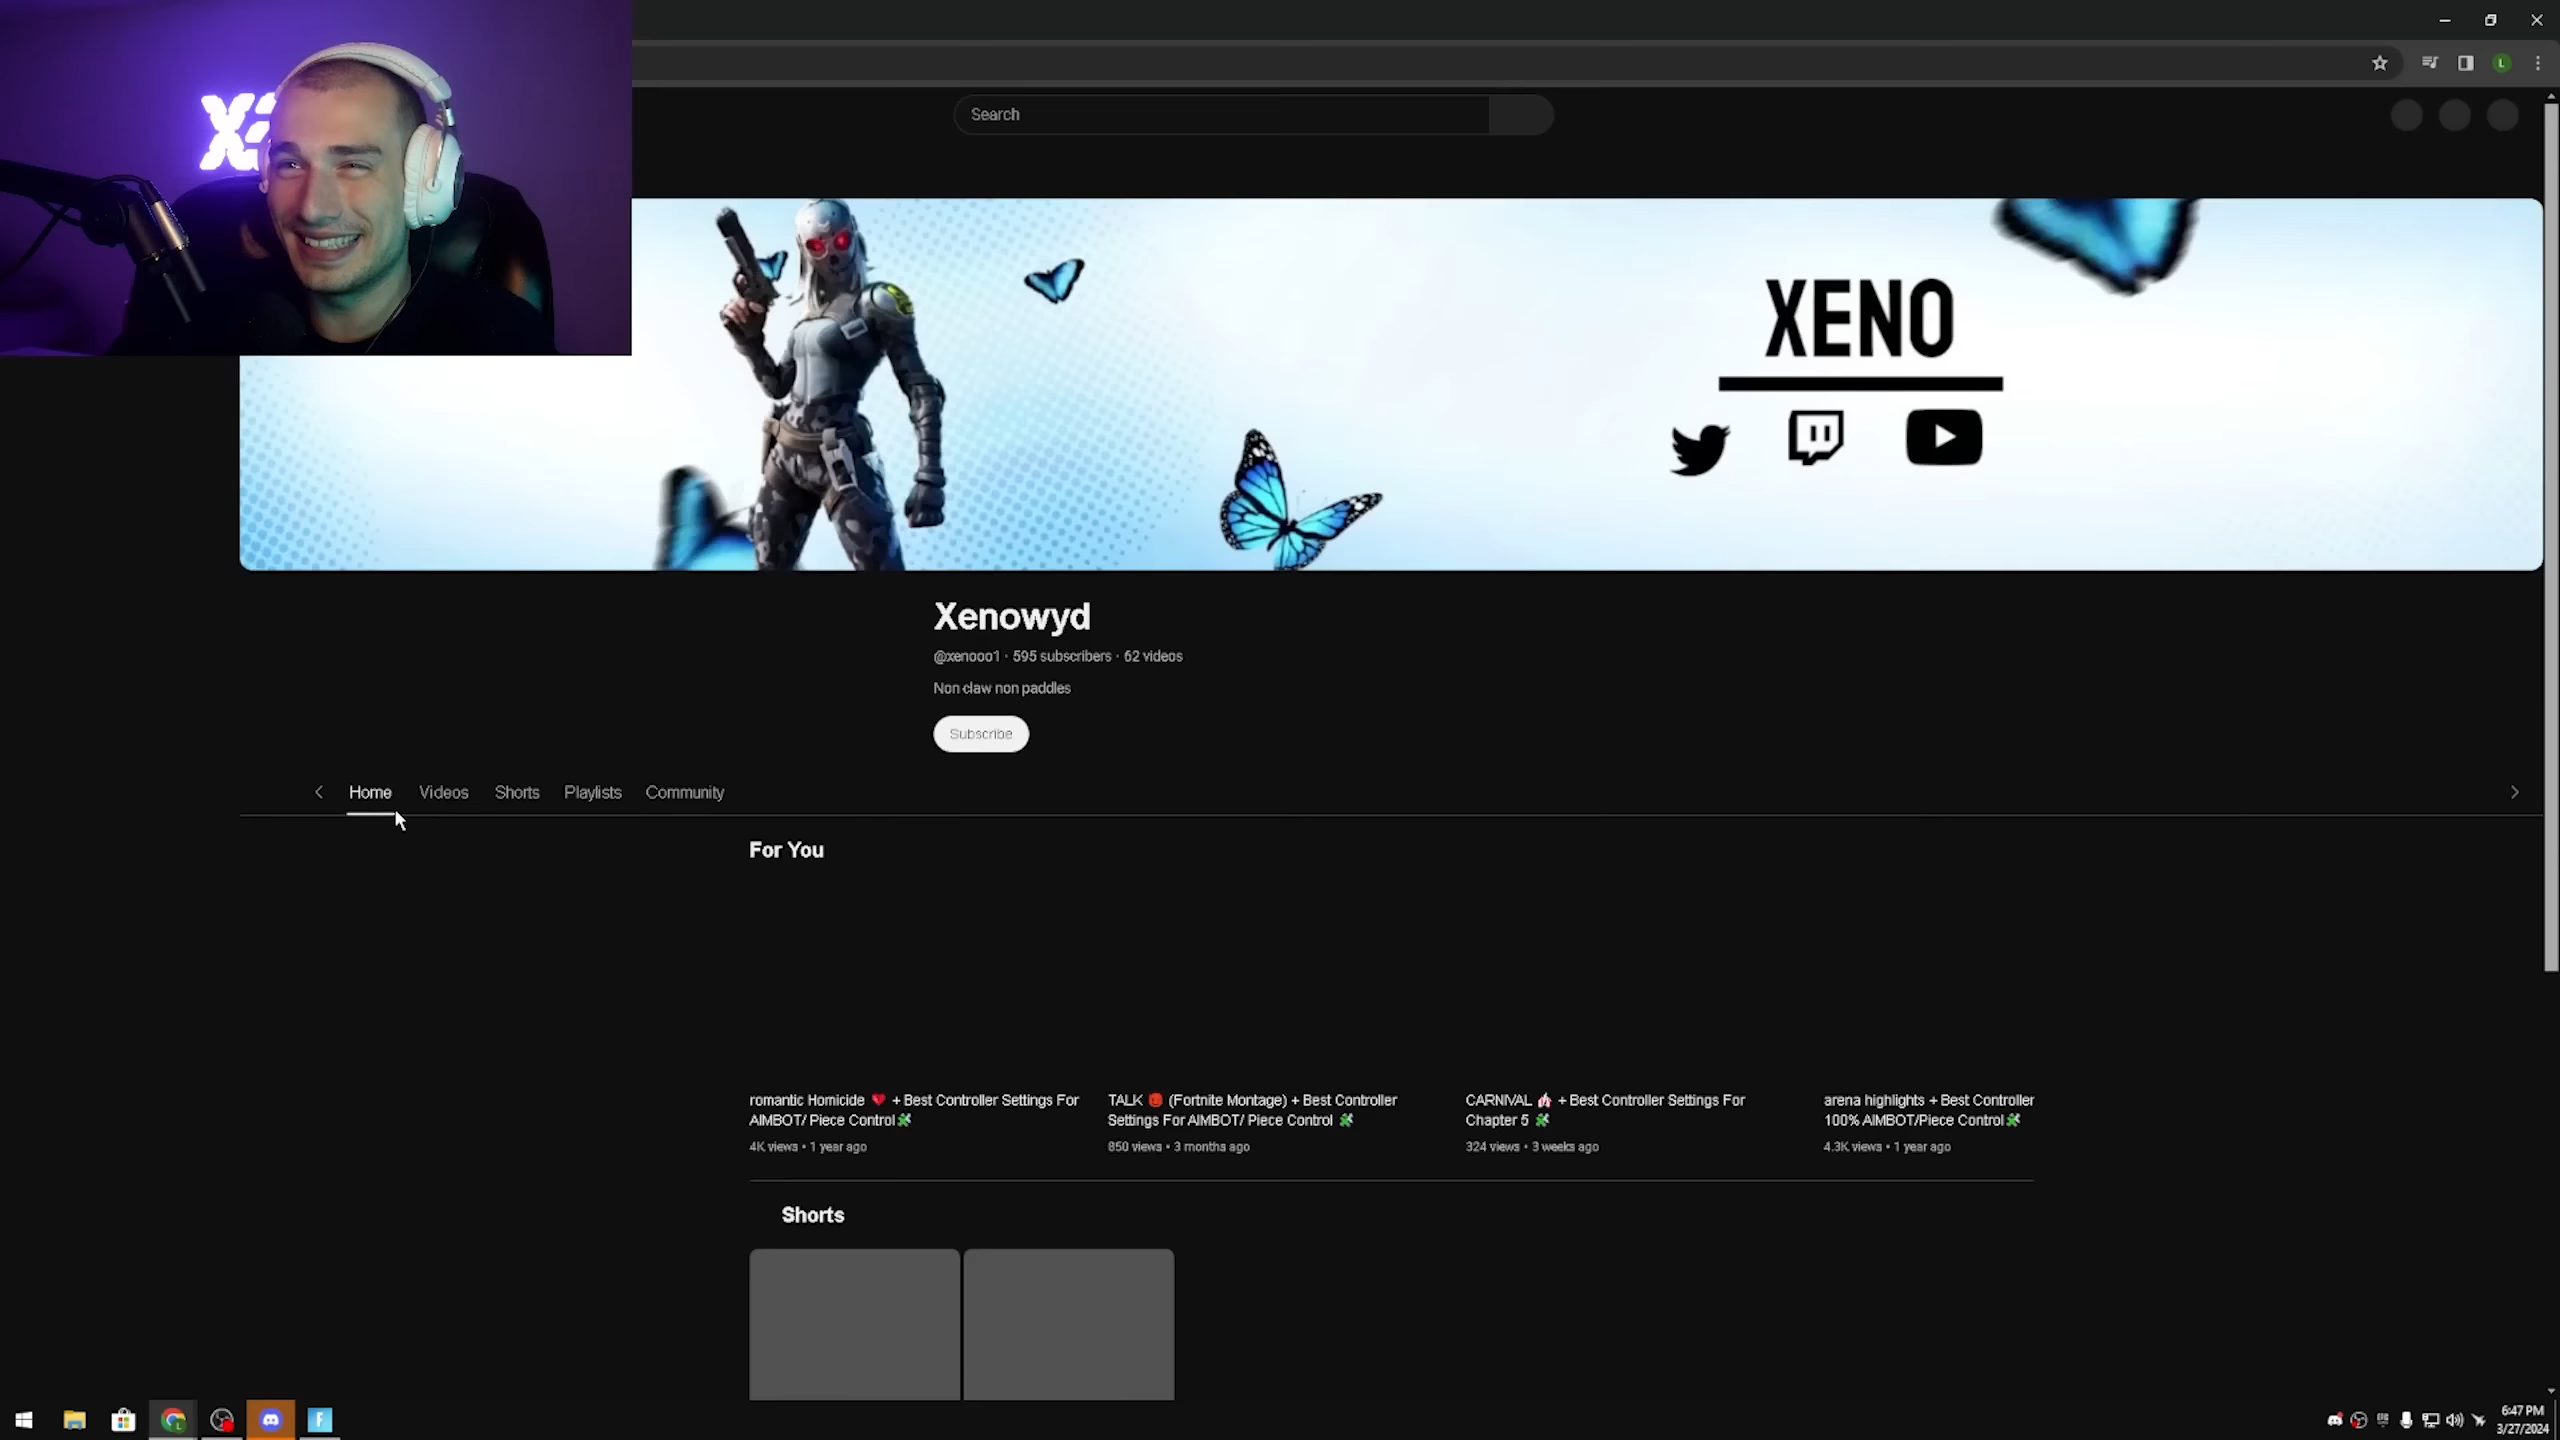 Search
XENO
Xenowyd
@xenooo1 · 595 subscribers · 62 videos
Non claw non paddles
Subscribe
Home Videos Shorts Playlists Community
For You
romantic Homicide ❤️ + Best Controller Settings For
AIMBOT/ Piece Control🧩
4K views • 1 year ago
TALK 👹 (Fortnite Montage) + Best Controller
Settings For AIMBOT/ Piece Control 🧩
850 views • 3 months ago
CARNIVAL 🎪 + Best Controller Settings For
Chapter 5 🧩
324 views • 3 weeks ago
arena highlights + Best Controller
100% AIMBOT/Piece Control🧩
4.3K views • 1 year ago
Shorts
L
F
6:47 PM
3/27/2024